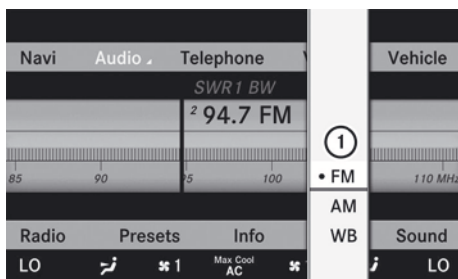 Navi Audio Telephone V Vehicle
SWR1 BW
2 94.7 FM
1
85 90 95 100 110 MHz
• FM
AM
Radio Presets Info WB Sound
LO 1 Max Cool AC LO